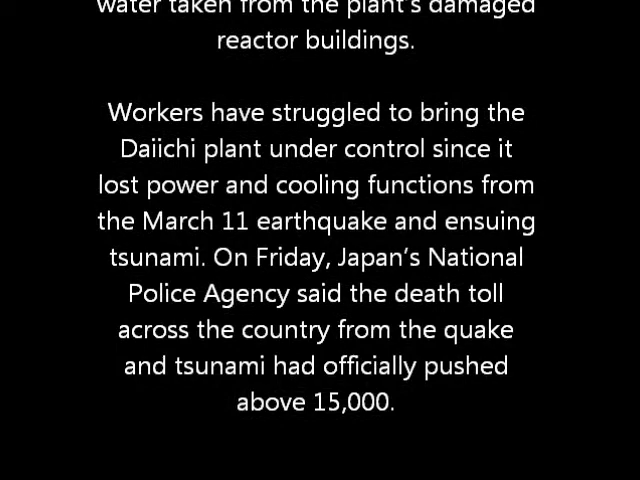 water taken from the plant's damaged
reactor buildings.
Workers have struggled to bring the
Daiichi plant under control since it
lost power and cooling functions from
the March 11 earthquake and ensuing
tsunami. On Friday, Japan's National
Police Agency said the death toll
across the country from the quake
and tsunami had officially pushed
above 15,000.